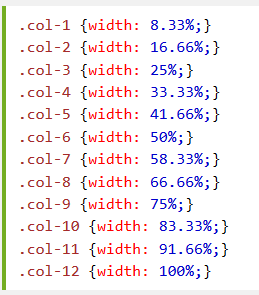 .col-1 {width: 8.33%;}
.col-2 {width: 16.66%;}
.col-3 {width: 25%;}
.col-4 {width: 33.33%;}
.col-5 {width: 41.66%;}
.col-6 {width: 50%;}
.col-7 {width: 58.33%;}
.col-8 {width: 66.66%;}
.col-9 {width: 75%;}
.col-10 {width: 83.33%;}
.col-11 {width: 91.66%;}
.col-12 {width: 100%;}